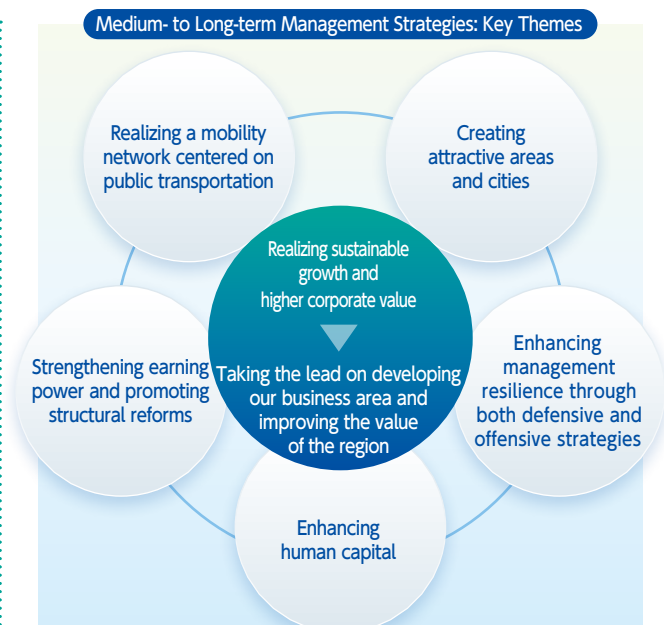 Medium- to Long-term Management Strategies: Key Themes
Realizing a mobility
network centered on
public transportation
Creating
attractive areas
and cities
Realizing sustainable
growth and
higher corporate value
Taking the lead on developing
our business area and
improving the value
of the region
Strengthening earning
power and promoting
structural reforms
Enhancing
management
resilience through
both defensive and
offensive strategies
Enhancing
human capital